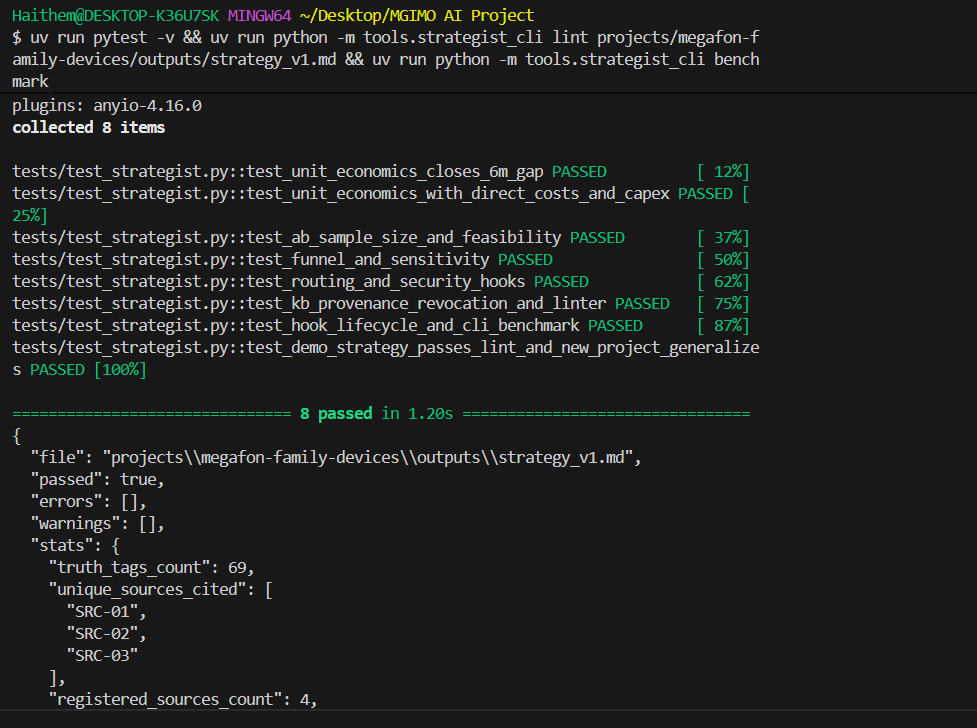 Haithem@DESKTOP-K36U7SK MINGW64 ~/Desktop/MGIMO AI Project
$ uv run pytest -v && uv run python -m tools.strategist_cli lint projects/megafon-f
amily-devices/outputs/strategy_v1.md && uv run python -m tools.strategist_cli bench
mark
plugins: anyio-4.16.0
collected 8 items

tests/test_strategist.py::test_unit_economics_closes_6m_gap PASSED [ 12%]
tests/test_strategist.py::test_unit_economics_with_direct_costs_and_capex PASSED [
25%]
tests/test_strategist.py::test_ab_sample_size_and_feasibility PASSED [ 37%]
tests/test_strategist.py::test_funnel_and_sensitivity PASSED [ 50%]
tests/test_strategist.py::test_routing_and_security_hooks PASSED [ 62%]
tests/test_strategist.py::test_kb_provenance_revocation_and_linter PASSED [ 75%]
tests/test_strategist.py::test_hook_lifecycle_and_cli_benchmark PASSED [ 87%]
tests/test_strategist.py::test_demo_strategy_passes_lint_and_new_project_generalize
s PASSED [100%]

=============================== 8 passed in 1.20s ================================
{
  "file": "projects\\megafon-family-devices\\outputs\\strategy_v1.md",
  "passed": true,
  "errors": [],
  "warnings": [],
  "stats": {
    "truth_tags_count": 69,
    "unique_sources_cited": [
      "SRC-01",
      "SRC-02",
      "SRC-03"
    ],
    "registered_sources_count": 4,